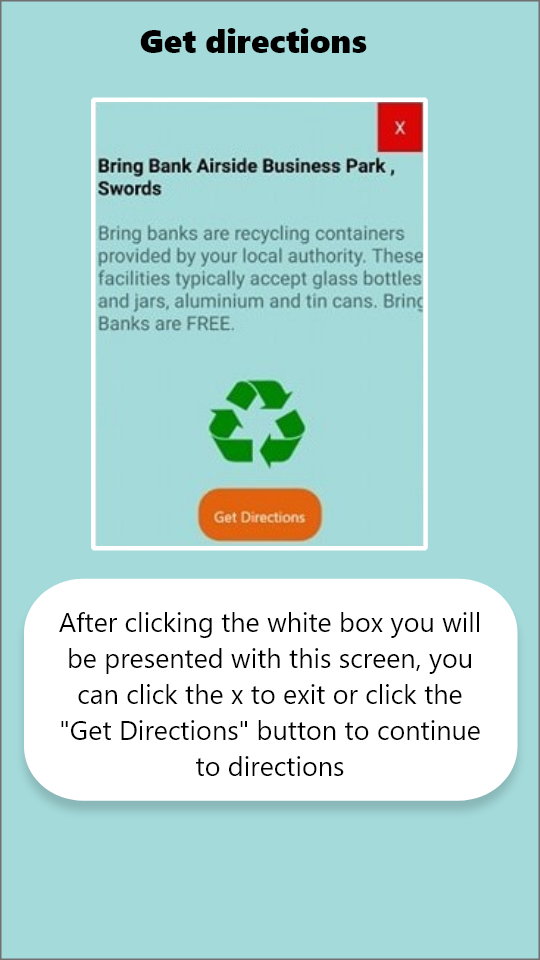 Get directions
X
Bring Bank Airside Business Park ,
Swords
Bring banks are recycling containers
provided by your local authority. These
facilities typically accept glass bottles
and jars, aluminium and tin cans. Bring
Banks are FREE.
Get Directions
After clicking the white box you will
be presented with this screen, you
can click the x to exit or click the
"Get Directions" button to continue
to directions